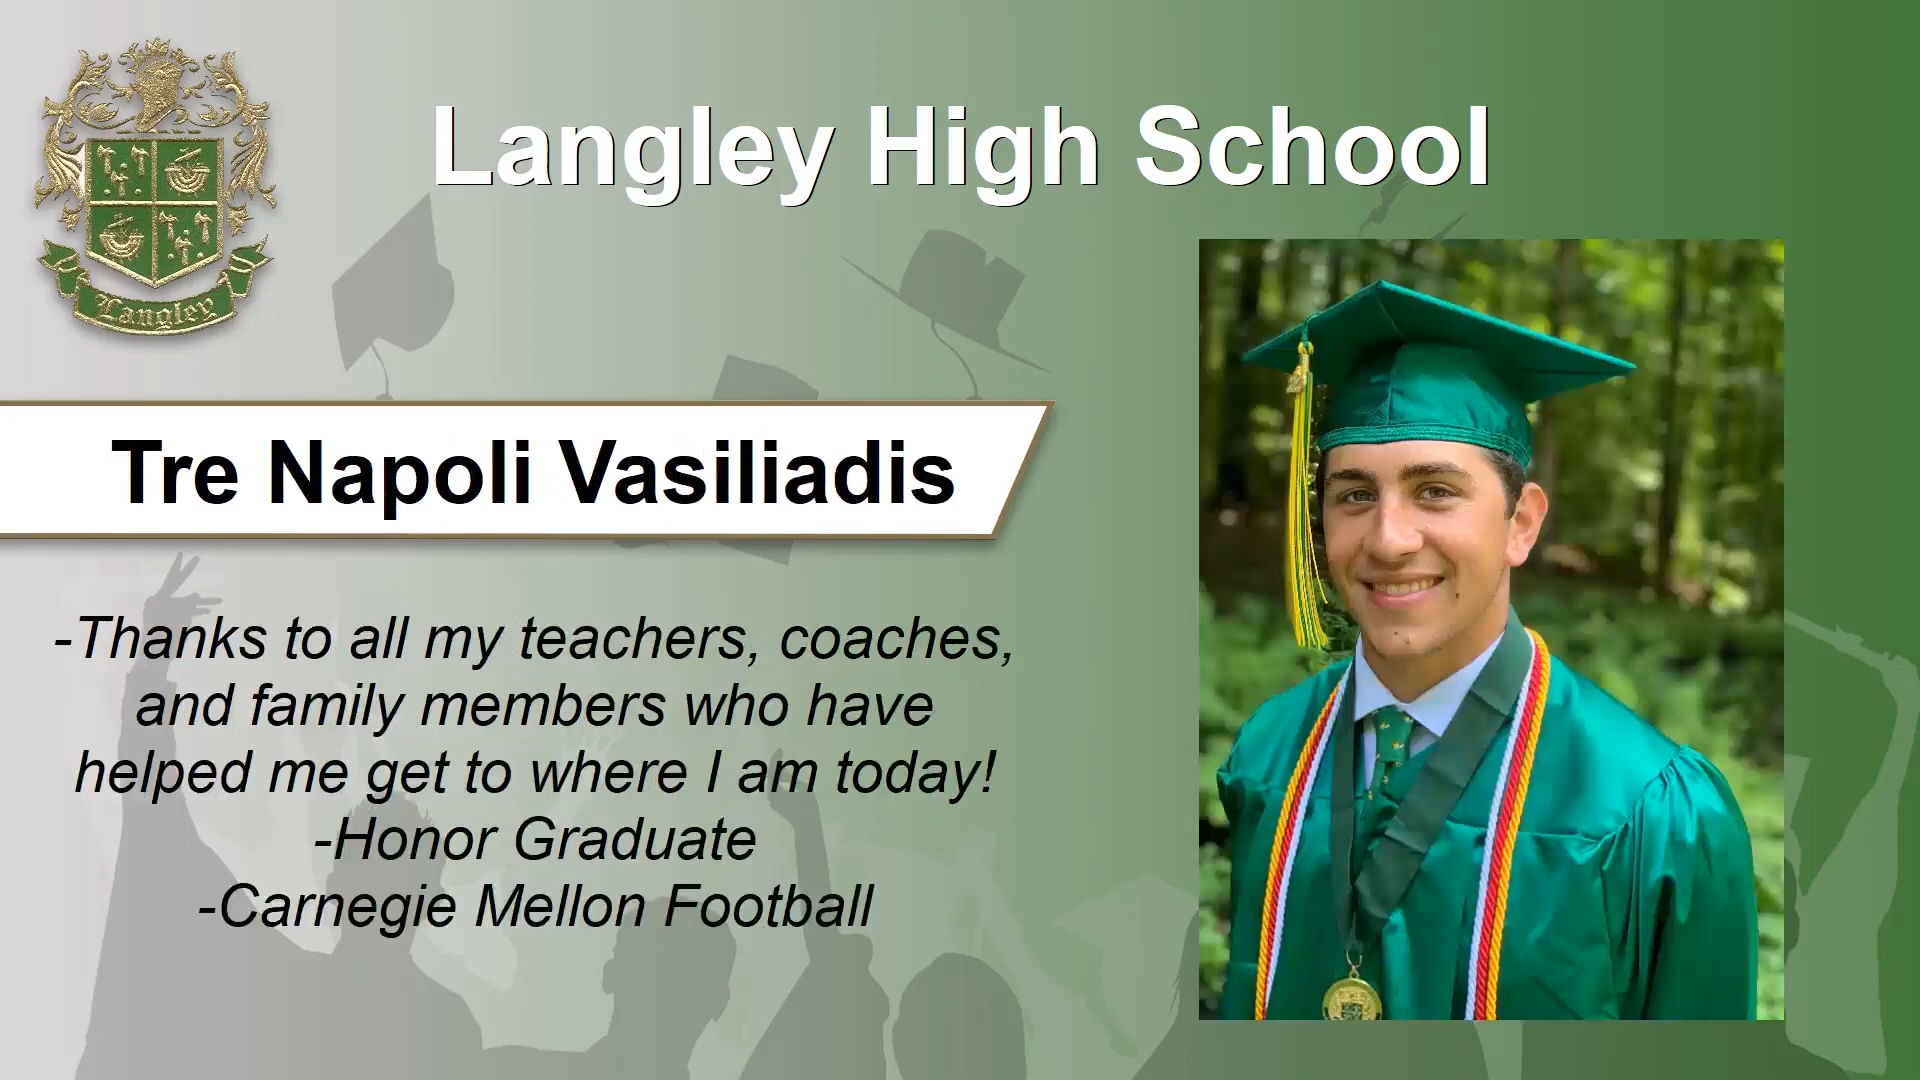 Langley High School
Langley
Tre Napoli Vasiliadis
-Thanks to all my teachers, coaches,
and family members who have
helped me get to where I am today!
-Honor Graduate
-Carnegie Mellon Football